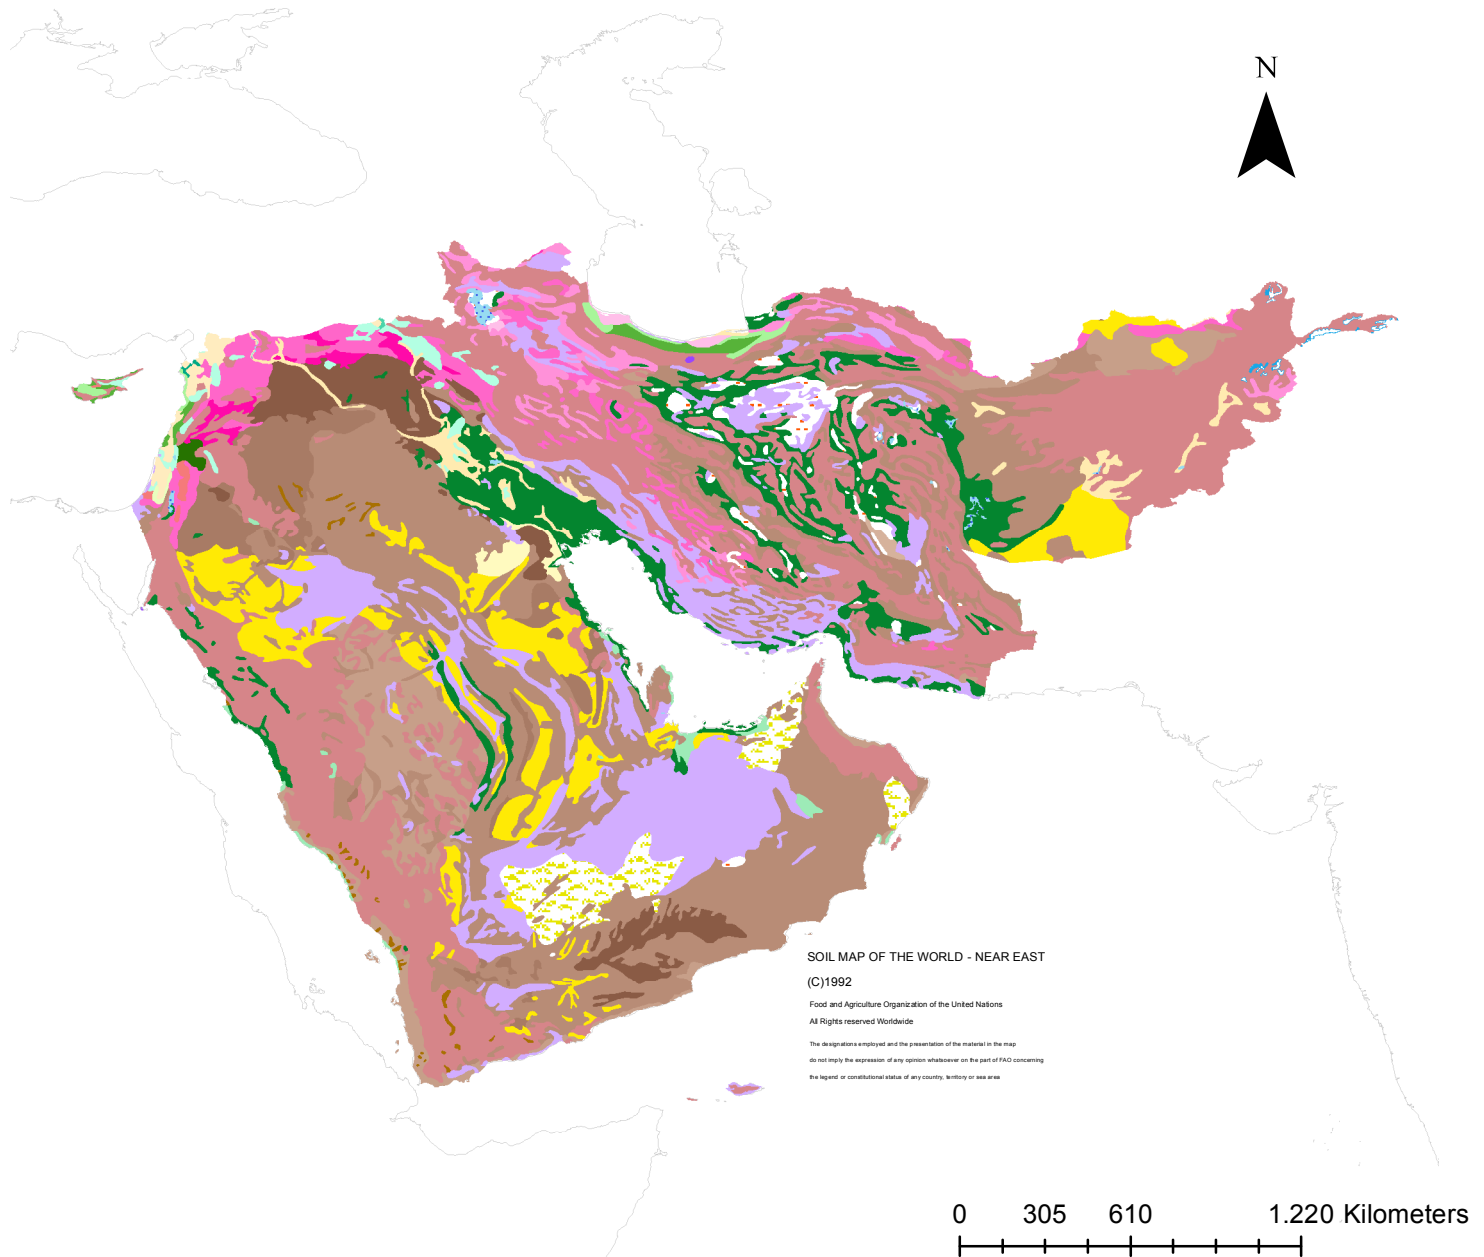 N
SOIL MAP OF THE WORLD - NEAR EAST
(C)1992
Food and Agriculture Organization of the United Nations
All Rights reserved Worldwide
The designations employed and the presentation of the material in the map
do not imply the expression of any opinion whatsoever on the part of FAO concerning
the legend or constitutional status of any country, territory or sea area
0 305 610 1.220 Kilometers